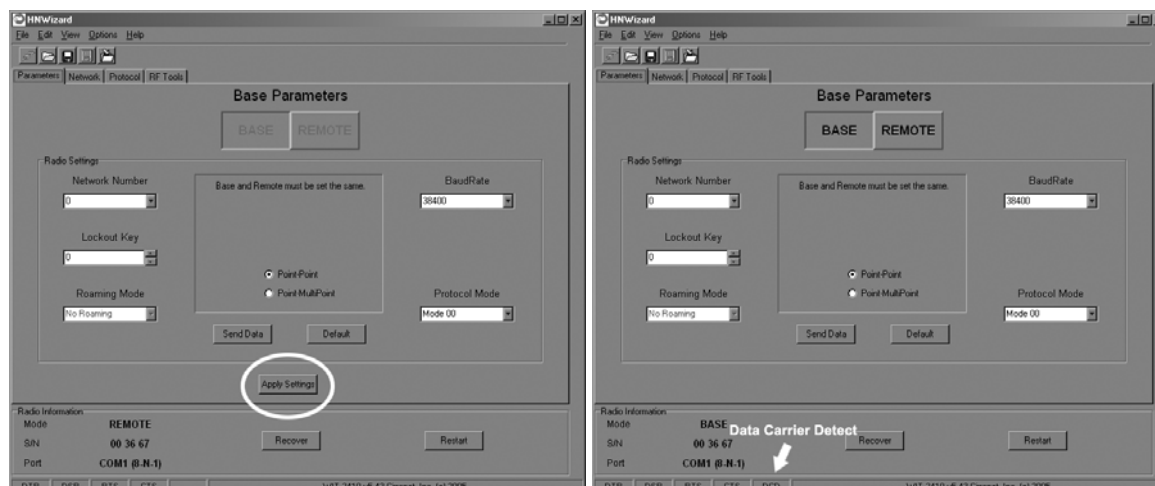 HNWizard
File Edit View Options Help
Parameters Network Protocol RF Tools
Base Parameters
BASE REMOTE
Radio Settings
Network Number
0
Lockout Key
0
Roaming Mode
No Roaming
Base and Remote must be set the same.
Point-Point
Point-MultiPoint
BaudRate
38400
Protocol Mode
Mode 00
Send Data Default
Apply Settings
Radio Information
Mode REMOTE
S/N 00 36 67
Port COM1 (8-N-1)
Recover Restart
DTR DSR RTS CTS
HNWizard
File Edit View Options Help
Parameters Network Protocol RF Tools
Base Parameters
BASE REMOTE
Radio Settings
Network Number
0
Lockout Key
0
Roaming Mode
No Roaming
Base and Remote must be set the same.
Point-Point
Point-MultiPoint
BaudRate
38400
Protocol Mode
Mode 00
Send Data Default
Radio Information
Mode BASE
S/N 00 36 67
Port COM1 (8-N-1)
Data Carrier Detect
Recover Restart
DTR DSR RTS CTS DCD